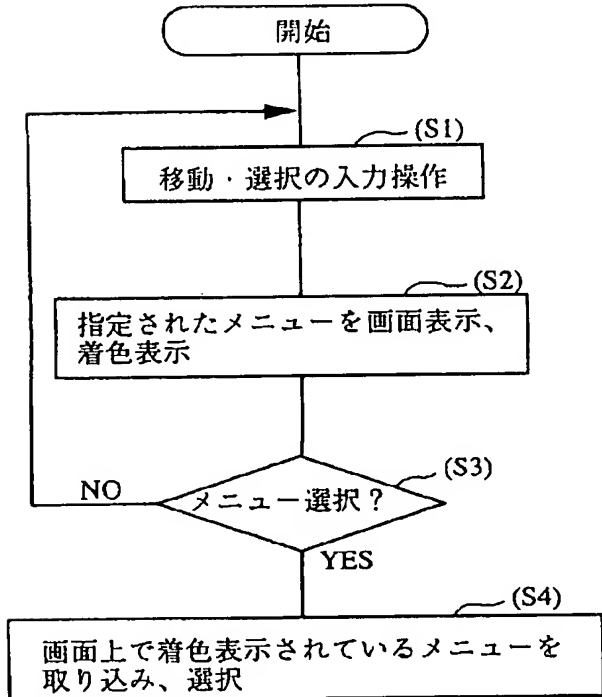 開始
(S1)
移動・選択の入力操作
(S2)
指定されたメニューを画面表示、
着色表示
(S3)
NO
メニュー選択？
YES
(S4)
画面上で着色表示されているメニューを
取り込み、選択